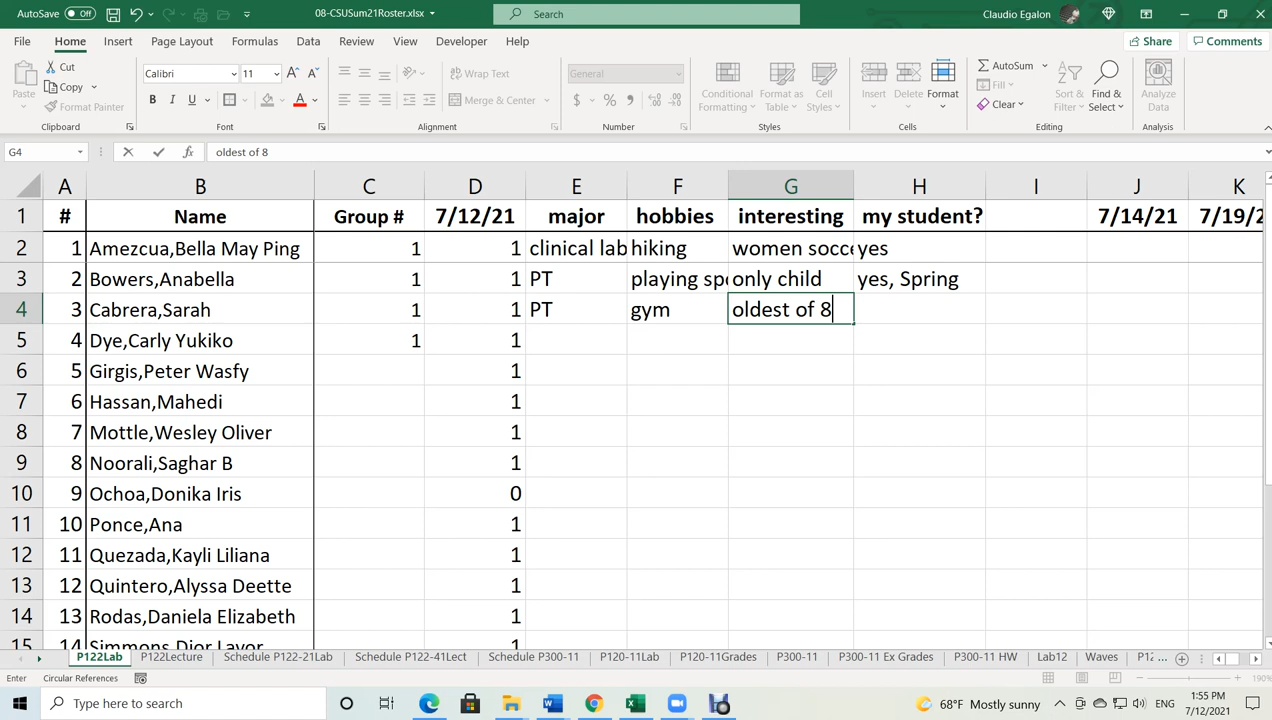 AutoSave Off 08-CSUSum21Roster.xlsx Search Claudio Egalon
File Home Insert Page Layout Formulas Data Review View Developer Help Share Comments
Paste Cut Copy Format Painter Clipboard
Calibri 11 B I U A Font
Wrap Text Merge & Center Alignment
General $ % Number
Conditional Formatting Format as Table Cell Styles Styles
Insert Delete Format Cells
AutoSum Fill Clear Sort & Filter Find & Select Editing
Analyze Data Analysis
G4 fx oldest of 8
A B C D E F G H I J K
1 # Name Group # 7/12/21 major hobbies interesting my student? 7/14/21 7/19/2
2 1 Amezcua,Bella May Ping 1 1 clinical lab hiking women socce yes
3 2 Bowers,Anabella 1 1 PT playing spo only child yes, Spring
4 3 Cabrera,Sarah 1 1 PT gym oldest of 8
5 4 Dye,Carly Yukiko 1 1
6 5 Girgis,Peter Wasfy 1
7 6 Hassan,Mahedi 1
8 7 Mottle,Wesley Oliver 1
9 8 Noorali,Saghar B 1
10 9 Ochoa,Donika Iris 0
11 10 Ponce,Ana 1
12 11 Quezada,Kayli Liliana 1
13 12 Quintero,Alyssa Deette 1
14 13 Rodas,Daniela Elizabeth 1
15 14 Simmons,Dior Lavor 1
P122Lab P122Lecture Schedule P122-21Lab Schedule P122-41Lect Schedule P300-11 P120-11Lab P120-11Grades P300-11 P300-11 Ex Grades P300-11 HW Lab12 Waves P12 ...
Enter Circular References 190%
Type here to search 68°F Mostly sunny ENG 1:55 PM
7/12/2021